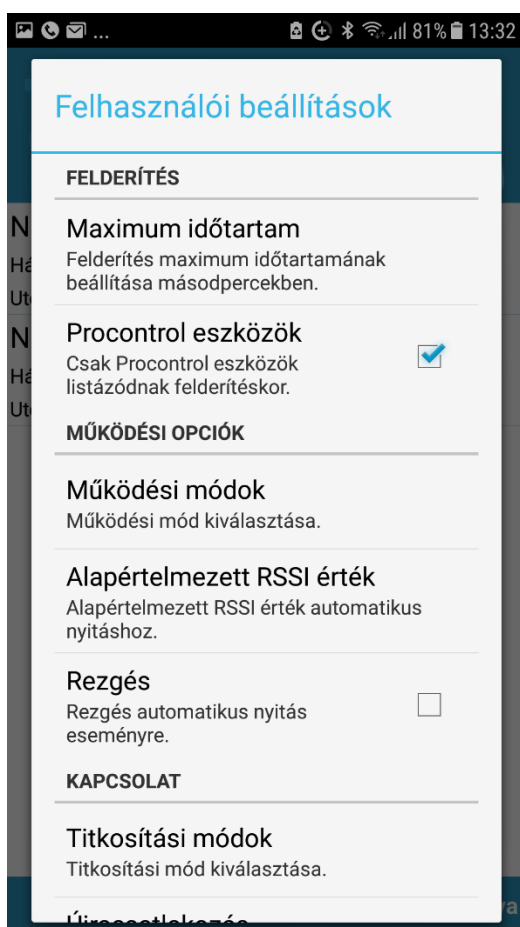 ... 81% 13:32
Felhasználói beállítások
FELDERÍTÉS
Maximum időtartam
Felderítés maximum időtartamának
beállítása másodpercekben.
Procontrol eszközök
Csak Procontrol eszközök
listázódnak felderítéskor.
MŰKÖDÉSI OPCIÓK
Működési módok
Működési mód kiválasztása.
Alapértelmezett RSSI érték
Alapértelmezett RSSI érték automatikus
nyitáshoz.
Rezgés
Rezgés automatikus nyitás
eseményre.
KAPCSOLAT
Titkosítási módok
Titkosítási mód kiválasztása.